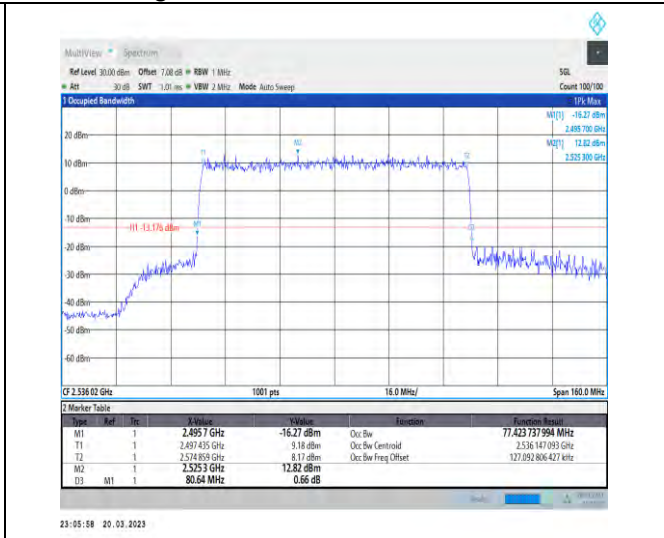 MultiView Spectrum
Ref Level 30.00 dBm Offset 7.08 dB RBW 1 MHz SGL
Att 30 dB SWT 1.01 ms VBW 2 MHz Mode Auto Sweep Count 100/100
1 Occupied Bandwidth 1Pk Max
M1[1] -16.27 dBm
2.495 700 GHz
M2[1] 12.82 dBm
2.525 300 GHz
20 dBm
M2
T1 T2
10 dBm
0 dBm
-10 dBm
H1 -13.176 dBm M1
D3
-20 dBm
-30 dBm
-40 dBm
-50 dBm
-60 dBm
CF 2.536 02 GHz 1001 pts 16.0 MHz/ Span 160.0 MHz
2 Marker Table
Type Ref Trc X-Value Y-Value Function Function Result
M1 1 2.495 7 GHz -16.27 dBm Occ Bw 77.423 737 994 MHz
T1 1 2.497 435 GHz 9.18 dBm Occ Bw Centroid 2.536 147 093 GHz
T2 1 2.574 859 GHz 8.17 dBm Occ Bw Freq Offset 127.092 806 427 kHz
M2 1 2.525 3 GHz 12.82 dBm
D3 M1 1 80.64 MHz 0.66 dB
23:05:58 20.03.2023